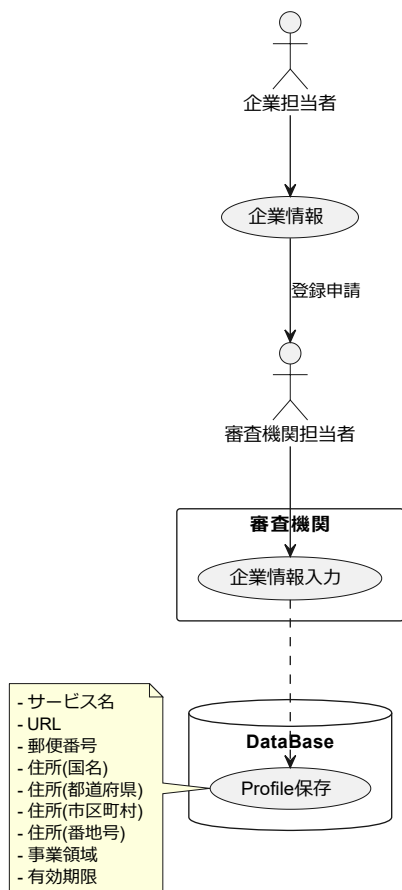 企業担当者
企業情報
登録申請
審査機関担当者
審査機関
企業情報入力
DataBase
Profile保存
- サービス名
- URL
- 郵便番号
- 住所(国名)
- 住所(都道府県)
- 住所(市区町村)
- 住所(番地号)
- 事業領域
- 有効期限